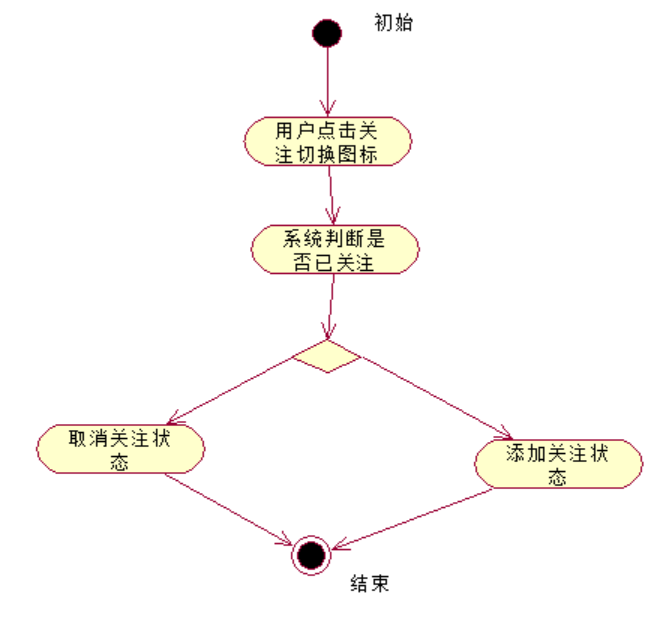 初始
用户点击关
注切换图标
系统判断是
否已关注
取消关注状
态
添加关注状
态
结束